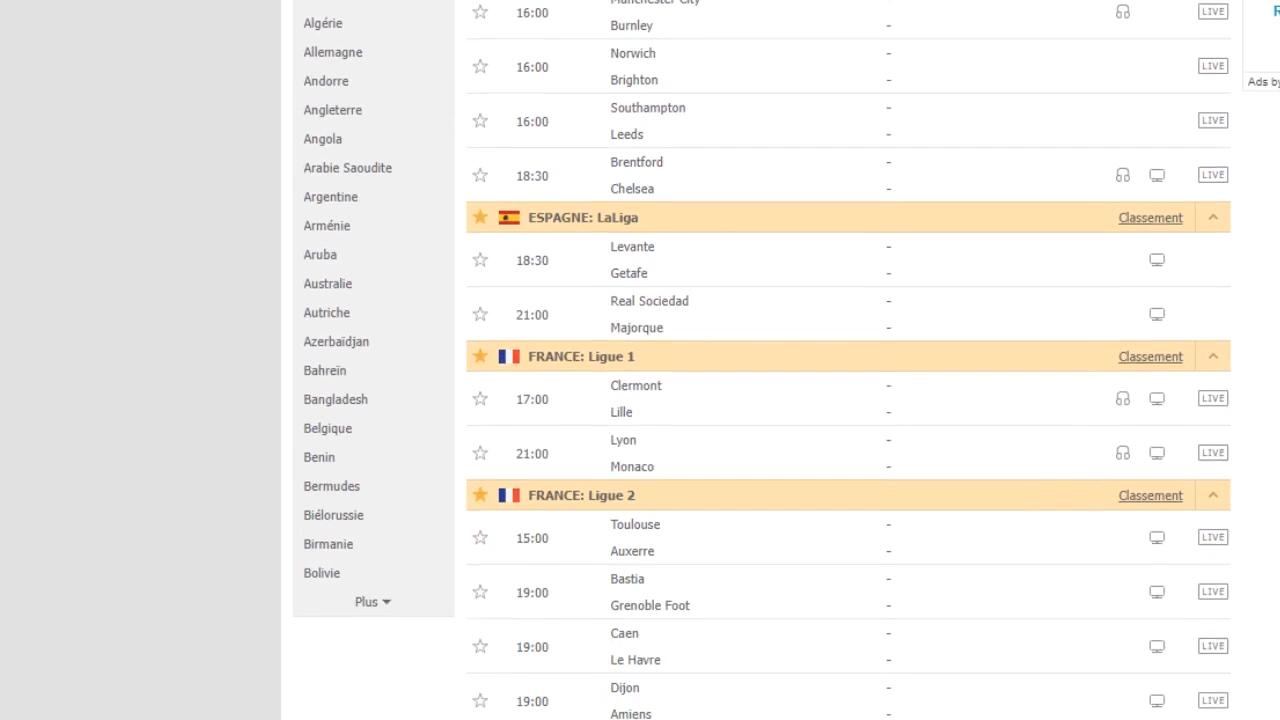 Algérie
Allemagne
Andorre
Angleterre
Angola
Arabie Saoudite
Argentine
Arménie
Aruba
Australie
Autriche
Azerbaïdjan
Bahreïn
Bangladesh
Belgique
Benin
Bermudes
Biélorussie
Birmanie
Bolivie
Plus
Manchester City
16:00 Burnley - LIVE
Norwich -
16:00 Brighton - LIVE
Southampton -
16:00 Leeds - LIVE
Brentford -
18:30 Chelsea - LIVE
ESPAGNE: LaLiga Classement
Levante -
18:30 Getafe -
Real Sociedad -
21:00 Majorque -
FRANCE: Ligue 1 Classement
Clermont -
17:00 Lille - LIVE
Lyon -
21:00 Monaco - LIVE
FRANCE: Ligue 2 Classement
Toulouse -
15:00 Auxerre - LIVE
Bastia -
19:00 Grenoble Foot - LIVE
Caen -
19:00 Le Havre - LIVE
Dijon -
19:00 Amiens - LIVE
Ads by